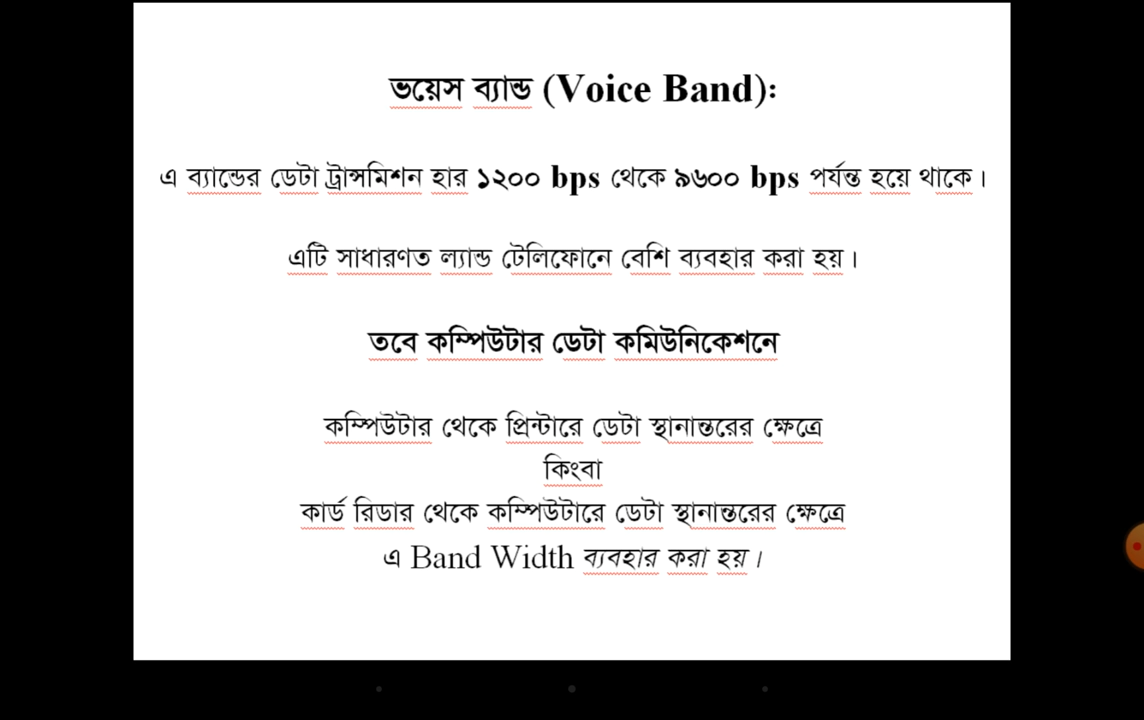 ভয়েস ব্যান্ড (Voice Band):
এ ব্যান্ডের ডেটা ট্রান্সমিশন হার ১২০০ bps থেকে ৯৬০০ bps পর্যন্ত হয়ে থাকে।
এটি সাধারণত ল্যান্ড টেলিফোনে বেশি ব্যবহার করা হয়।
তবে কম্পিউটার ডেটা কমিউনিকেশনে
কম্পিউটার থেকে প্রিন্টারে ডেটা স্থানান্তরের ক্ষেত্রে
কিংবা
কার্ড রিডার থেকে কম্পিউটারে ডেটা স্থানান্তরের ক্ষেত্রে
এ Band Width ব্যবহার করা হয়।